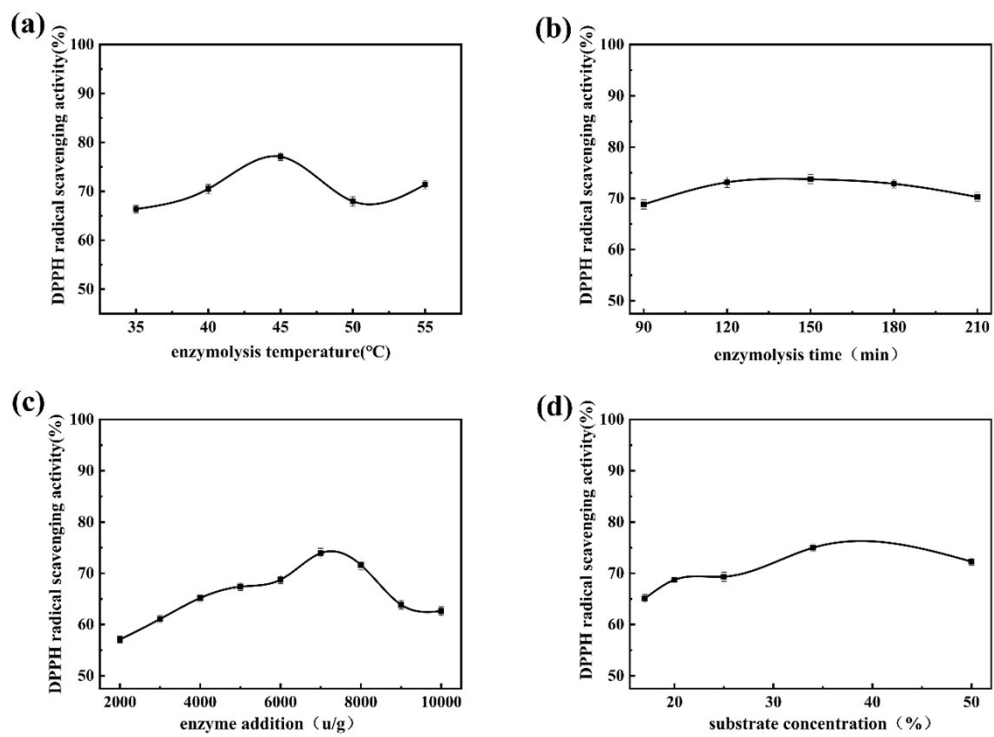 (a)
DPPH radical scavenging activity(%)
100
90
80
70
60
50
35 40 45 50 55
enzymolysis temperature(°C)
(b)
DPPH radical scavenging activity(%)
100
90
80
70
60
50
90 120 150 180 210
enzymolysis time（min）
(c)
DPPH radical scavenging activity(%)
100
90
80
70
60
50
2000 4000 6000 8000 10000
enzyme addition（u/g）
(d)
DPPH radical scavenging activity(%)
100
90
80
70
60
50
20 30 40 50
substrate concentration（%）